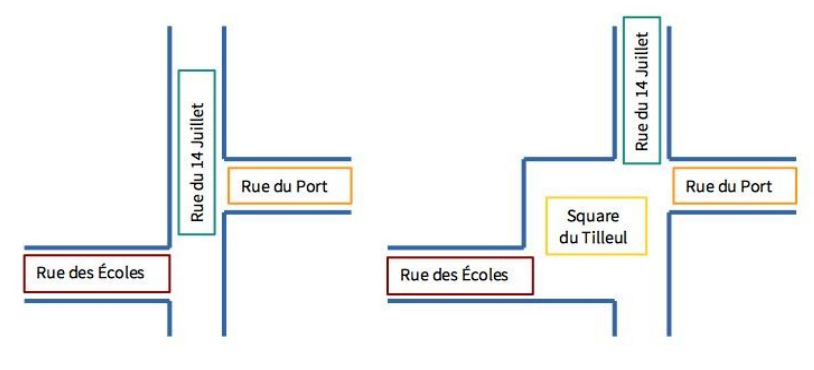 Rue du 14 Juillet
Rue du Port
Rue des Écoles
Rue du 14 Juillet
Rue du Port
Square
du Tilleul
Rue des Écoles